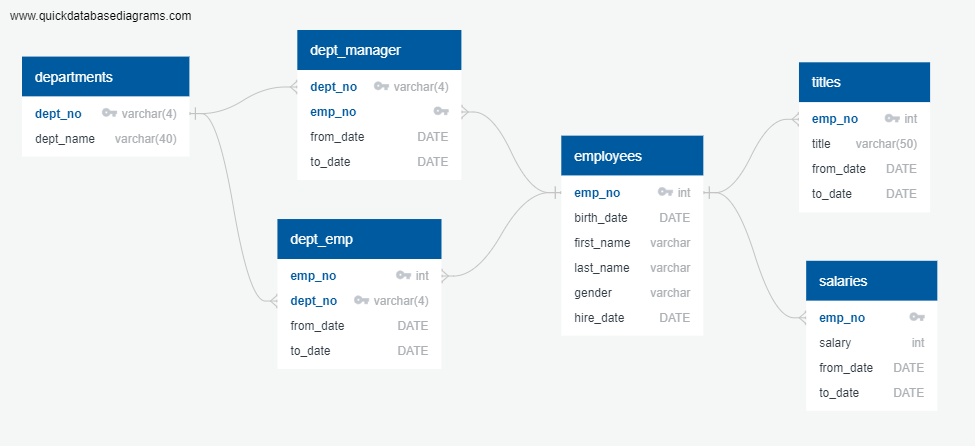 www.quickdatabasediagrams.com
departments
dept_no varchar(4)
dept_name varchar(40)
dept_manager
dept_no varchar(4)
emp_no
from_date DATE
to_date DATE
dept_emp
emp_no int
dept_no varchar(4)
from_date DATE
to_date DATE
employees
emp_no int
birth_date DATE
first_name varchar
last_name varchar
gender varchar
hire_date DATE
titles
emp_no int
title varchar(50)
from_date DATE
to_date DATE
salaries
emp_no
salary int
from_date DATE
to_date DATE